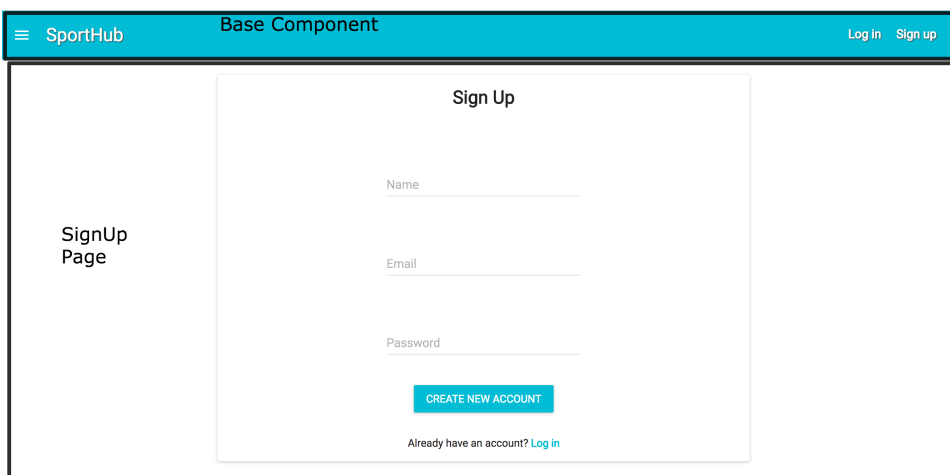 Base Component
SportHub
Log in Sign up
Sign Up
Name
SignUp
Page
Email
Password
CREATE NEW ACCOUNT
Already have an account? Log in